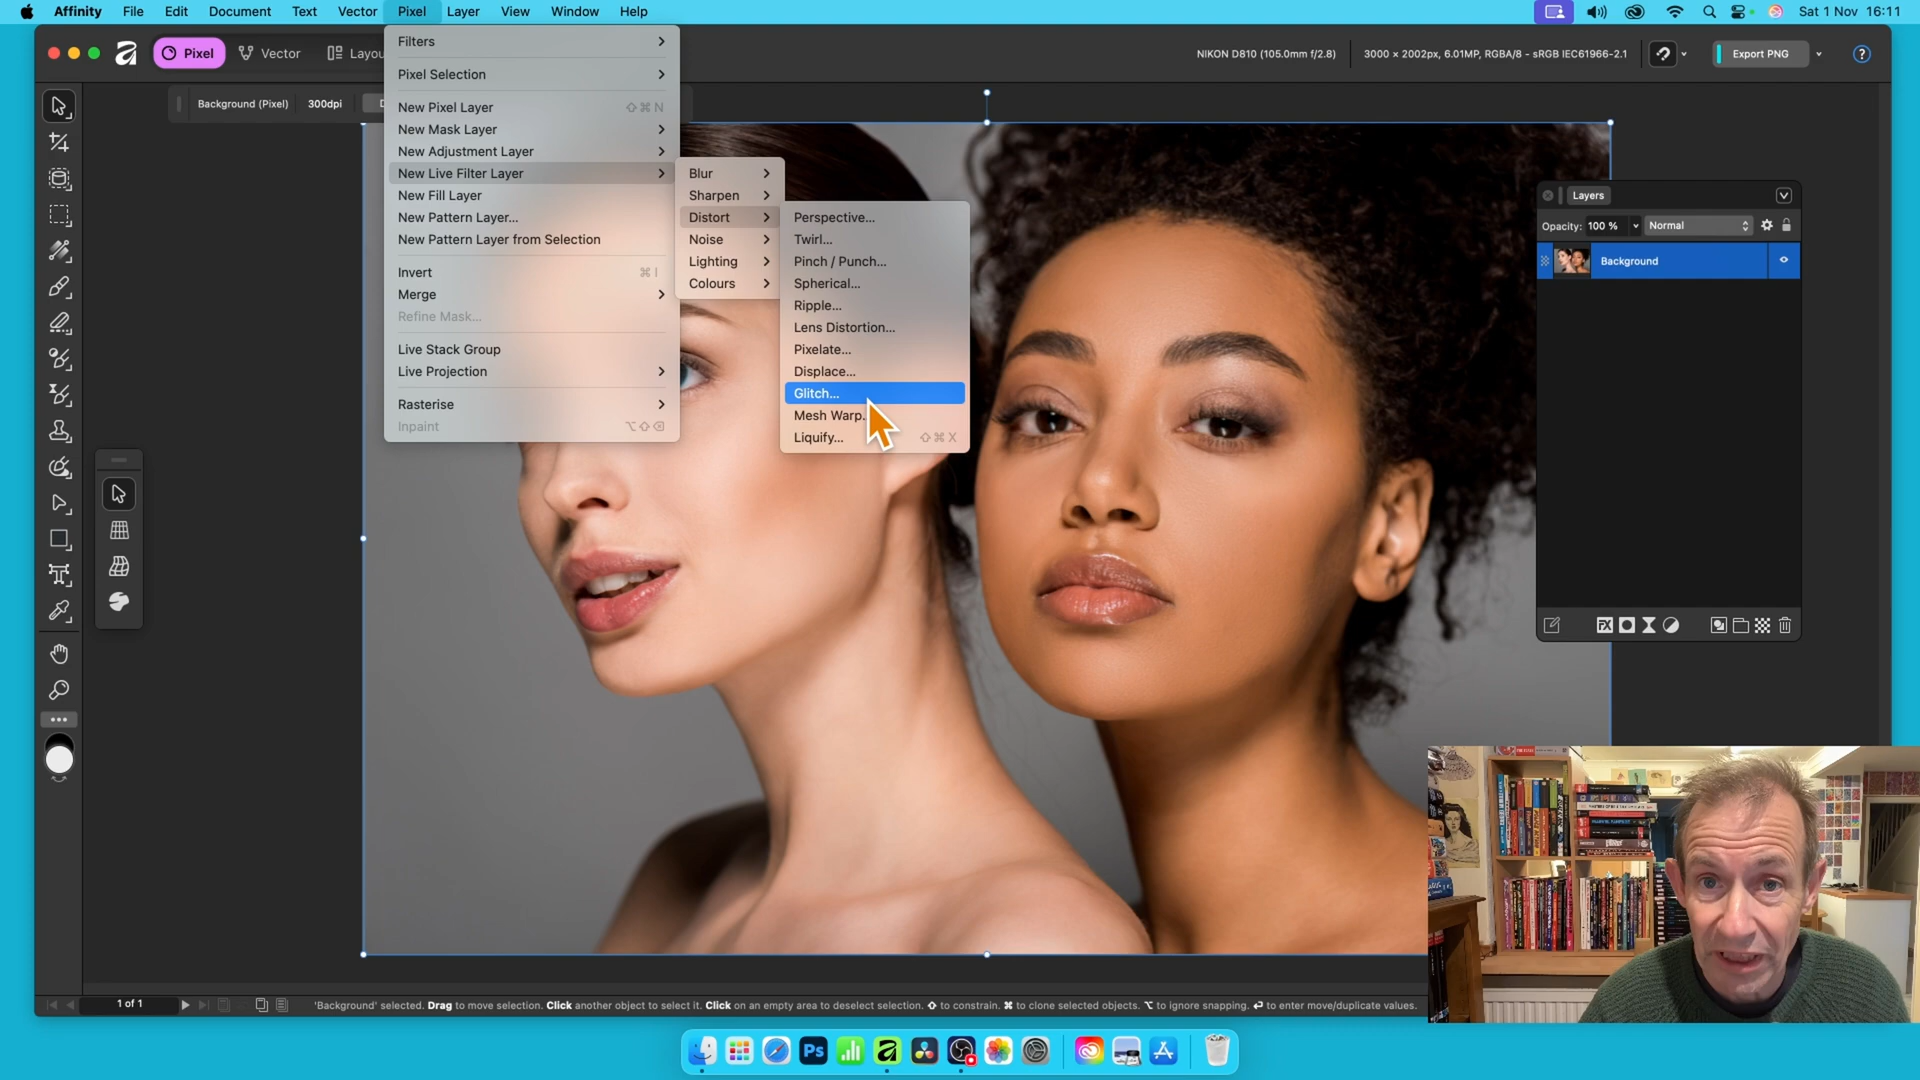 Affinity File Edit Document Text Vector Pixel Layer View Window Help
Sat 1 Nov 16:11
Pixel Vector Layou
NIKON D810 (105.0mm f/2.8)
3000 × 2002px, 6.01MP, RGBA/8 - sRGB IEC61966-2.1
Export PNG
?
Background (Pixel) 300dpi D
Filters
Pixel Selection
New Pixel Layer ⇧⌘N
New Mask Layer
New Adjustment Layer
New Live Filter Layer
New Fill Layer
New Pattern Layer...
New Pattern Layer from Selection
Invert ⌘I
Merge
Refine Mask...
Live Stack Group
Live Projection
Rasterise
Inpaint ⌥⇧⌫
Blur
Sharpen
Distort
Noise
Lighting
Colours
Perspective...
Twirl...
Pinch / Punch...
Spherical...
Ripple...
Lens Distortion...
Pixelate...
Displace...
Glitch...
Mesh Warp...
Liquify... ⇧⌘X
Layers
Opacity: 100 % Normal
Background
FX
1 of 1
'Background' selected. Drag to move selection. Click another object to select it. Click on an empty area to deselect selection. ⇧ to constrain. ⌘ to clone selected objects. ⌥ to ignore snapping. ⏎ to enter move/duplicate values.
Ps